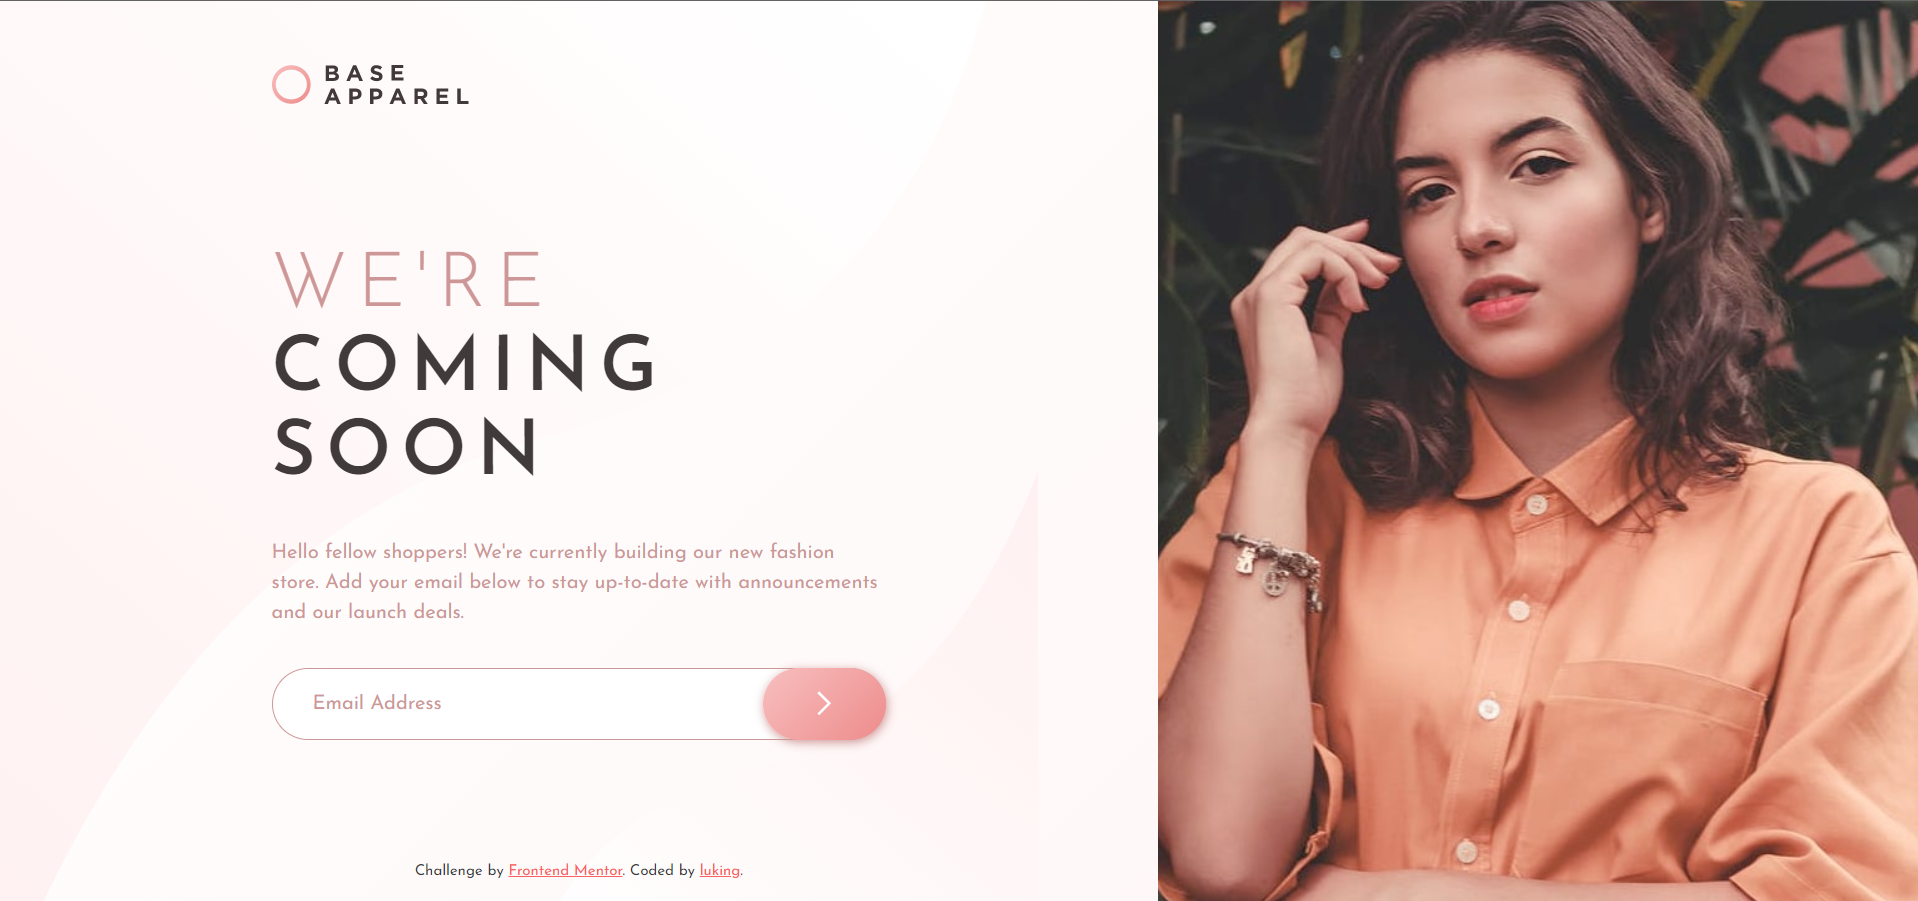 BASE
APPAREL
WE'RE
COMING
SOON
Hello fellow shoppers! We're currently building our new fashion
store. Add your email below to stay up-to-date with announcements
and our launch deals.
Email Address
Challenge by Frontend Mentor. Coded by luking.